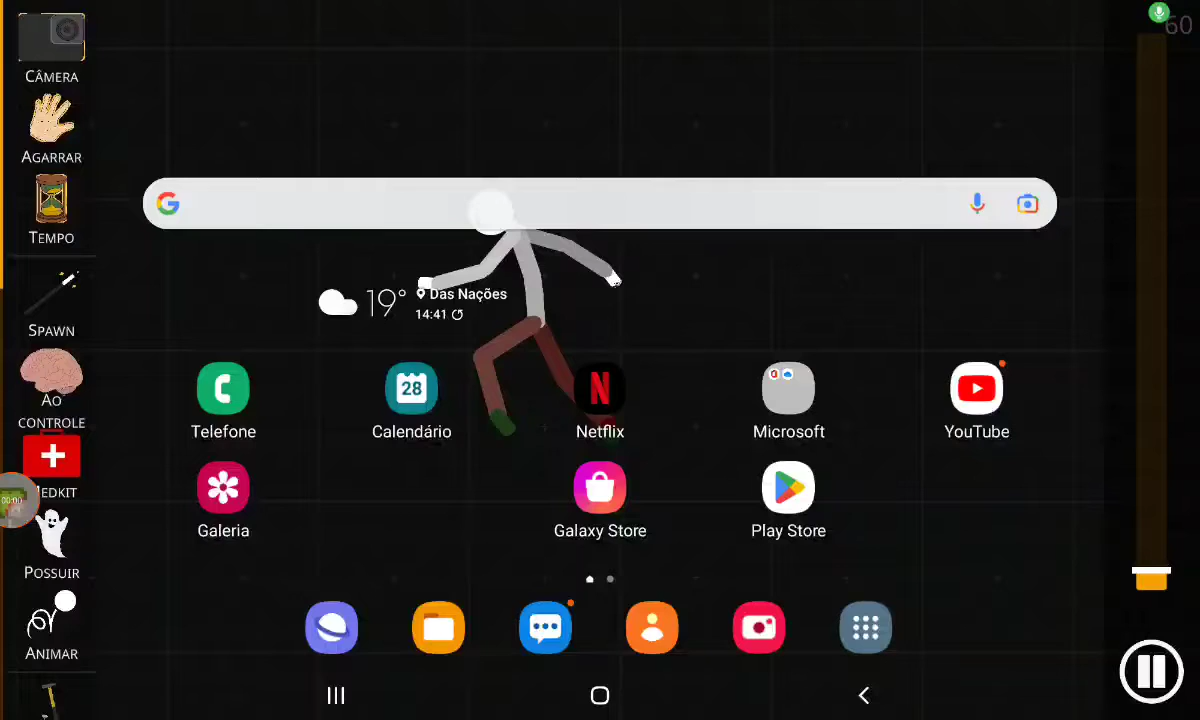 60
CÂMERA
AGARRAR
TEMPO
SPAWN
AO
CONTROLE
MEDKIT
POSSUIR
ANIMAR
00:00
G
19° Das Nações
14:41
Telefone
28
Calendário
N
Netflix
Microsoft
YouTube
Galeria
Galaxy Store
Play Store